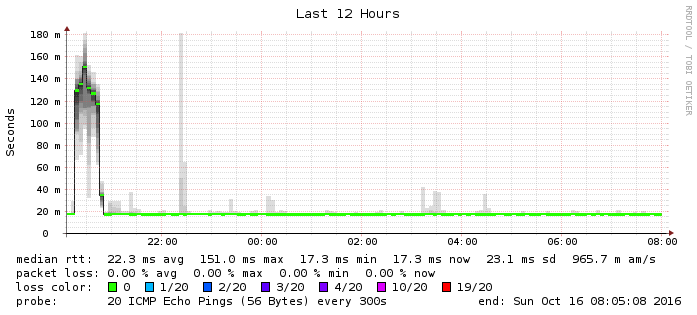 Last 12 Hours
RRDTOOL / TOBI OETIKER
Seconds
180 m
160 m
140 m
120 m
100 m
80 m
60 m
40 m
20 m
0
22:00 00:00 02:00 04:00 06:00 08:00
median rtt: 22.3 ms avg 151.0 ms max 17.3 ms min 17.3 ms now 23.1 ms sd 965.7 m am/s
packet loss: 0.00 % avg 0.00 % max 0.00 % min 0.00 % now
loss color: 0 1/20 2/20 3/20 4/20 10/20 19/20
probe: 20 ICMP Echo Pings (56 Bytes) every 300s end: Sun Oct 16 08:05:08 2016